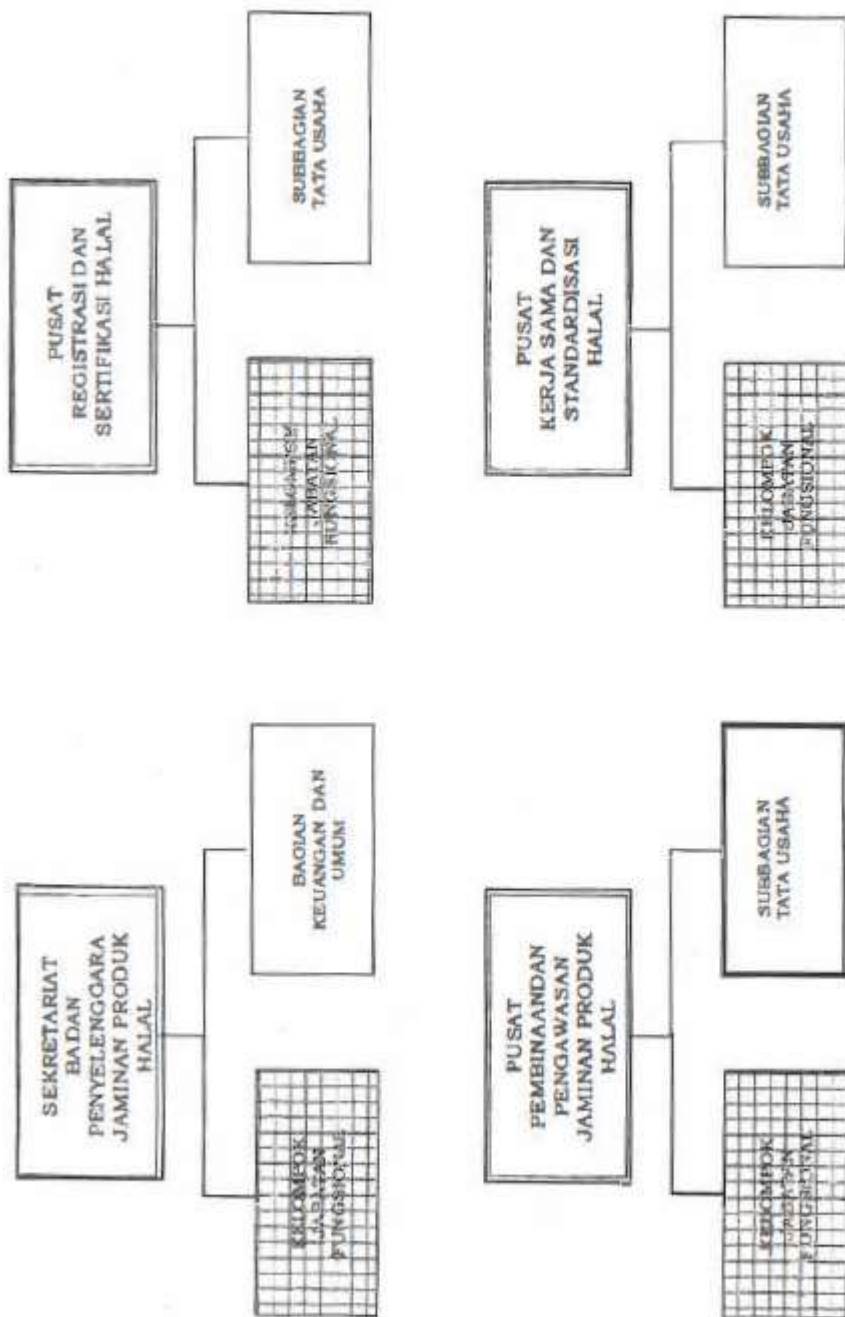 SEKRETARIAT
BADAN
PENYELENGGARA
JAMINAN PRODUK
HALAL
KELOMPOK
JABATAN
FUNGSIONAL
BAGIAN
KEUANGAN DAN
UMUM
PUSAT
REGISTRASI DAN
SERTIFIKASI HALAL
JABATAN
FUNGSIONAL
SUBBAGIAN
TATA USAHA
PUSAT
PEMBINAANDAN
PENGAWASAN
JAMINAN PRODUK
HALAL
KELOMPOK
JABATAN
FUNGSIONAL
SUBBAGIAN
TATA USAHA
PUSAT
KERJA SAMA DAN
STANDARDISASI
HALAL
KELOMPOK
JABATAN
FUNGSIONAL
SUBBAGIAN
TATA USAHA